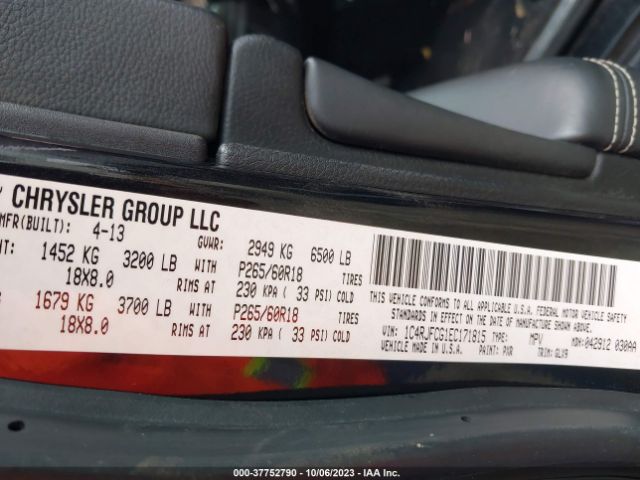 CHRYSLER GROUP LLC
MFR(BUILT): 4-13 GVWR: 2949 KG 6500 LB
1452 KG 3200 LB WITH P265/60R18 TIRES
18X8.0 RIMS AT 230 KPA ( 33 PSI) COLD
1679 KG 3700 LB WITH P265/60R18 TIRES
18X8.0 RIMS AT 230 KPA ( 33 PSI) COLD
THIS VEHICLE CONFORMS TO ALL APPLICABLE U.S.A. FEDERAL MOTOR VEHICLE SAFETY
STANDARDS IN EFFECT ON THE DATE OF MANUFACTURE SHOWN ABOVE.
VIN: 1C4RJFCG1EC171815 TYPE: MPV MDH: 042912 030AA
VEHICLE MADE IN U.S.A. PAINT: PXR TRIM: GLX9
000-37752790 - 10/06/2023 - IAA Inc.